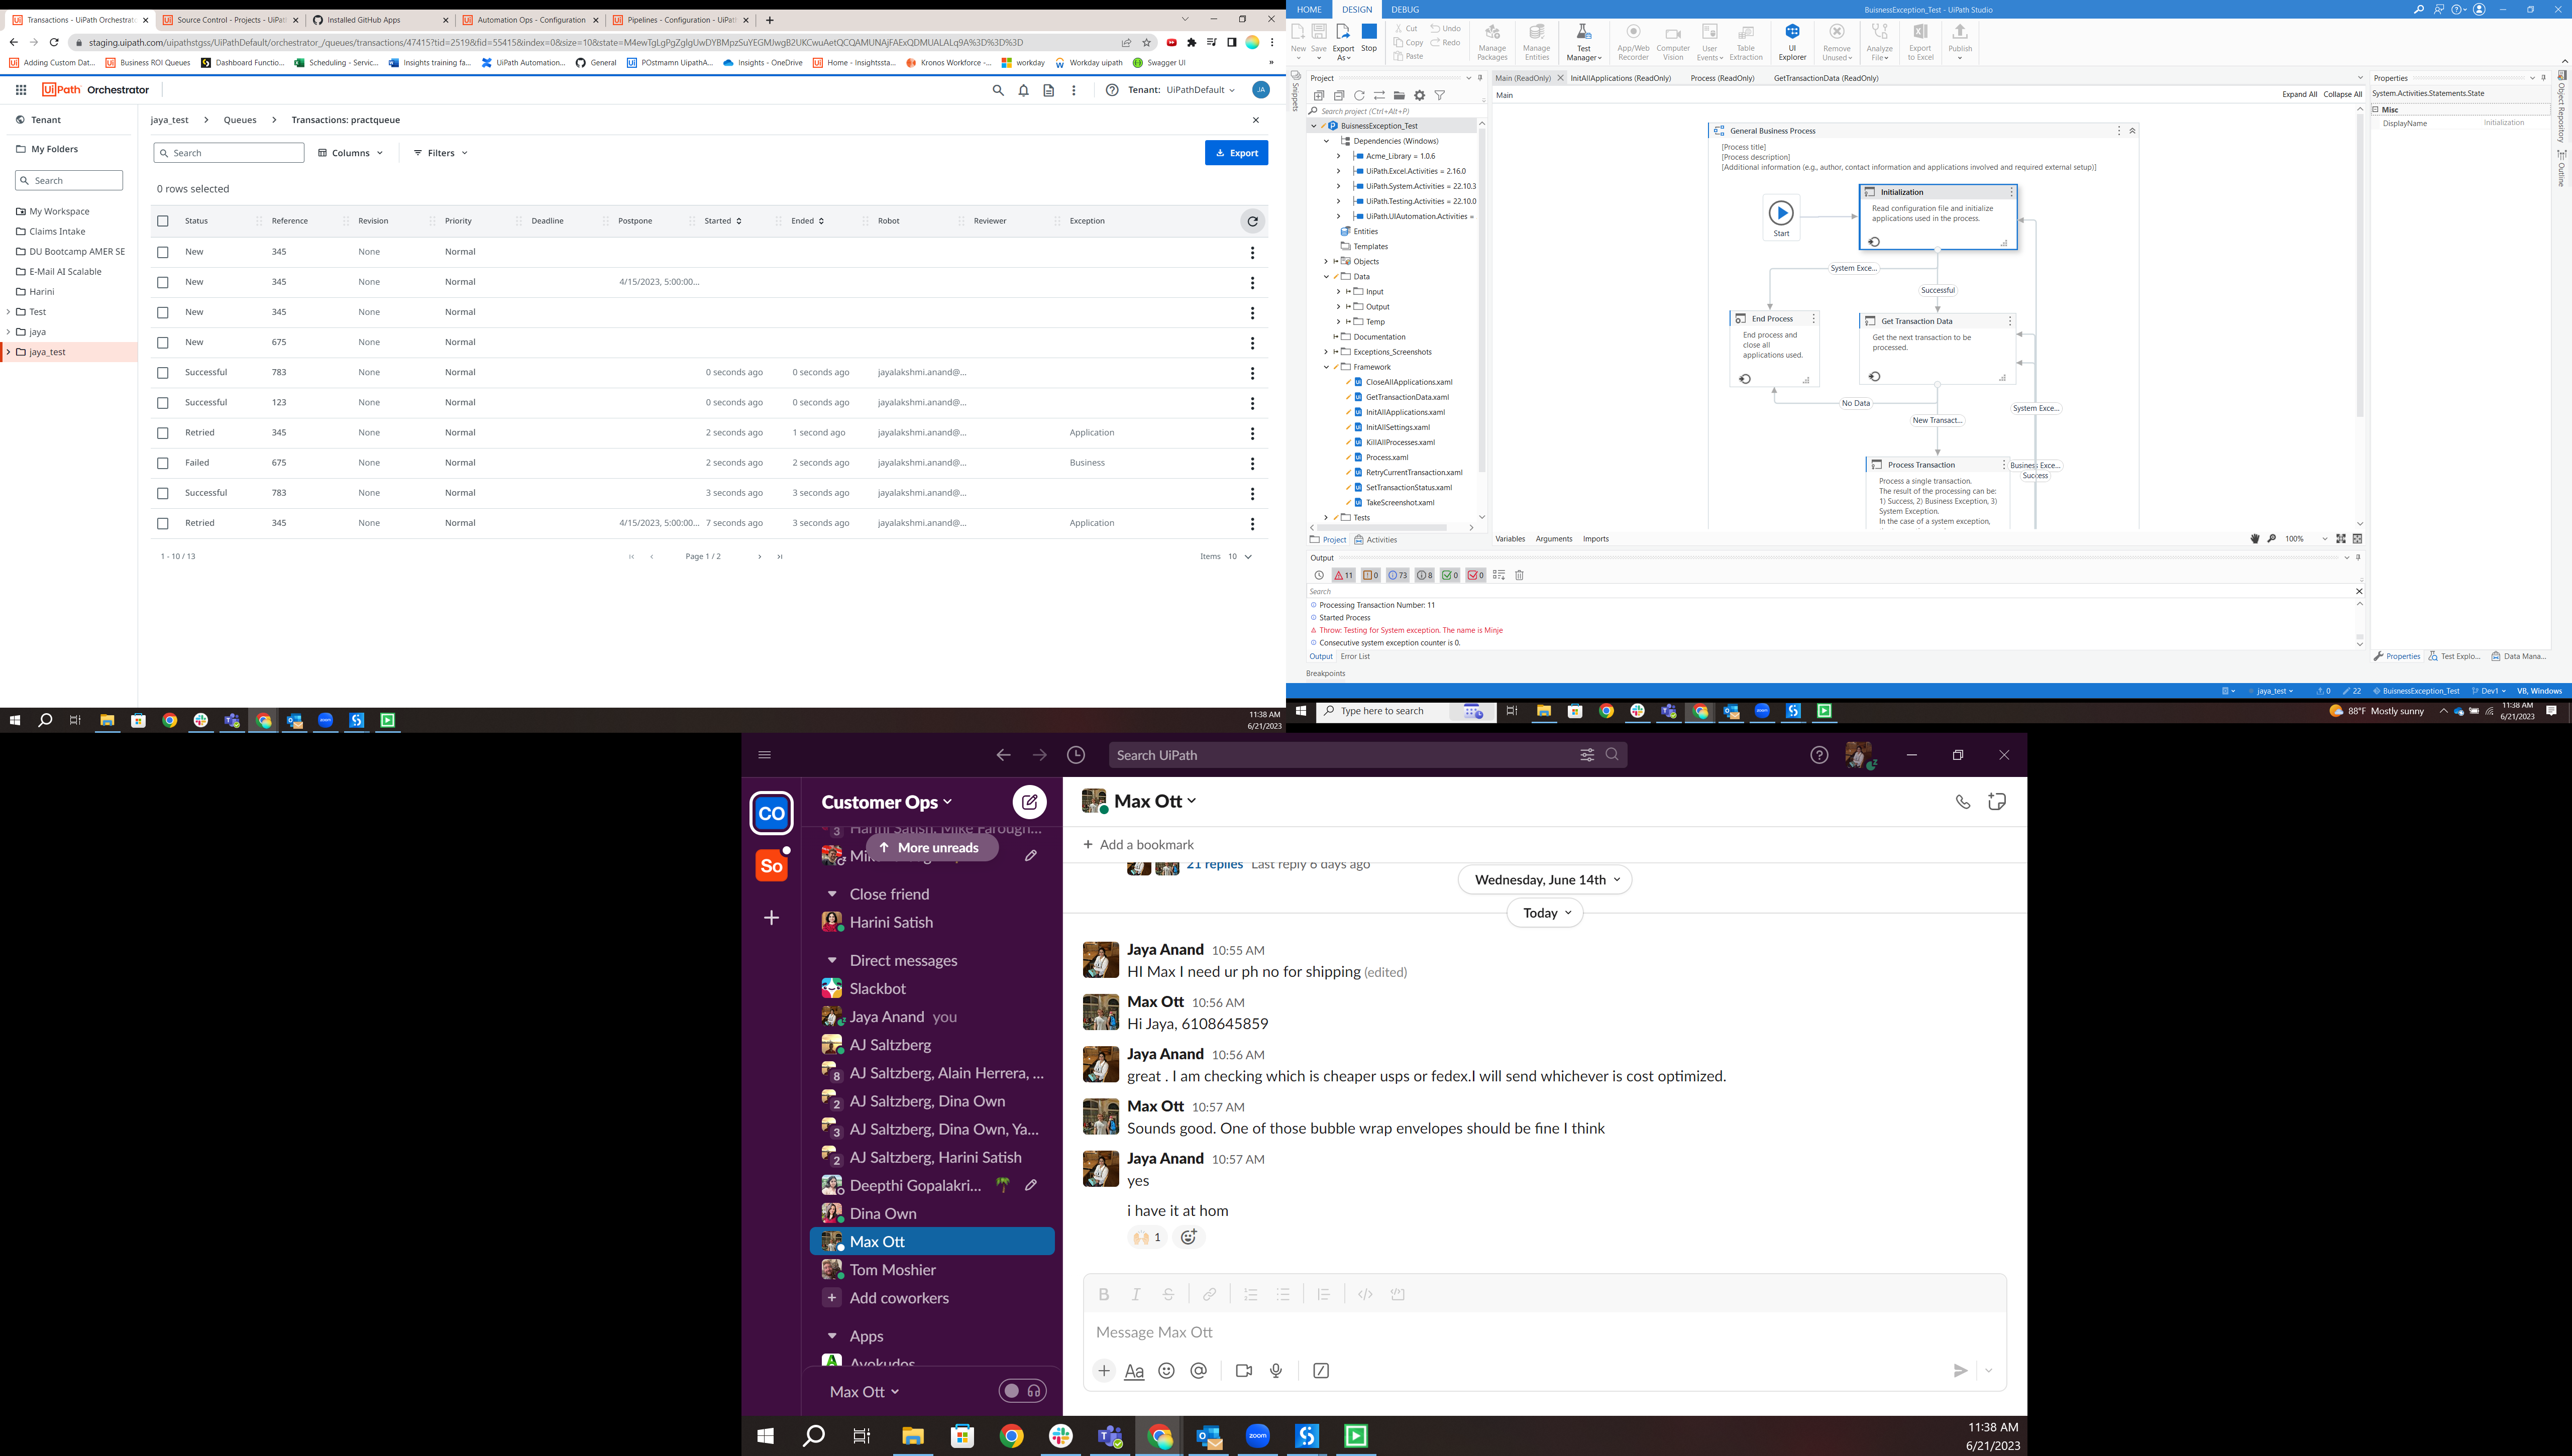 Transactions - UiPath Orchestrato
Source Control - Projects - UiPat
Installed GitHub Apps
Automation Ops - Configuration
Pipelines - Configuration - UiPath
staging.uipath.com/uipathstgss/UiPathDefault/orchestrator_/queues/transactions/47415?tid=2519&fid=55415&index=0&size=10&state=
Adding Custom Dat...
Business ROI Queues
Dashboard Functio...
Scheduling - Servic...
Insights training fa...
UiPath Automation...
General
POstmann UipathA...
Insights - OneDrive
Home - Insightssta...
Kronos Workforce -...
workday
Workday uipath
Swagger UI
UiPath Orchestrator
Tenant: UiPathDefault
JA
Tenant
My Folders
Search
My Workspace
Claims Intake
DU Bootcamp AMER SE
E-Mail AI Scalable
Harini
Test
jaya
jaya_test
jaya_test > Queues > Transactions: practqueue
Search
Columns
Filters
Export
0 rows selected
Status Reference Revision Priority Deadline Postpone Started Ended Robot Reviewer Exception
New 345 None Normal
New 345 None Normal 4/15/2023, 5:00:00...
New 345 None Normal
New 675 None Normal
Successful 783 None Normal 0 seconds ago 0 seconds ago jayalakshmi.anand@...
Successful 123 None Normal 0 seconds ago 0 seconds ago jayalakshmi.anand@...
Retried 345 None Normal 2 seconds ago 1 second ago jayalakshmi.anand@... Application
Failed 675 None Normal 2 seconds ago 2 seconds ago jayalakshmi.anand@... Business
Successful 783 None Normal 3 seconds ago 3 seconds ago jayalakshmi.anand@...
Retried 345 None Normal 4/15/2023, 5:00:00... 7 seconds ago 3 seconds ago jayalakshmi.anand@... Application
1 - 10 / 13
Page 1 / 2
Items 10
11:38 AM
6/21/2023
HOME DESIGN DEBUG
BuisnessException_Test - UiPath Studio
New
Save
Export As
Stop
Cut
Copy
Paste
Undo
Redo
Manage Packages
Manage Entities
Test Manager
App/Web Recorder
Computer Vision
User Events
Table Extraction
UI Explorer
Remove Unused
Analyze File
Export to Excel
Publish
Snippets
Project
Search project (Ctrl+Alt+P)
BuisnessException_Test
Dependencies (Windows)
Acme_Library = 1.0.6
UiPath.Excel.Activities = 2.16.0
UiPath.System.Activities = 22.10.3
UiPath.Testing.Activities = 22.10.0
UiPath.UIAutomation.Activities =
Entities
Templates
Objects
Data
Input
Output
Temp
Documentation
Exceptions_Screenshots
Framework
CloseAllApplications.xaml
GetTransactionData.xaml
InitAllApplications.xaml
InitAllSettings.xaml
KillAllProcesses.xaml
Process.xaml
RetryCurrentTransaction.xaml
SetTransactionStatus.xaml
TakeScreenshot.xaml
Tests
Project Activities
Main (ReadOnly)
InitAllApplications (ReadOnly)
Process (ReadOnly)
GetTransactionData (ReadOnly)
Main
Expand All Collapse All
General Business Process
[Process title]
[Process description]
[Additional information (e.g., author, contact information and applications involved and required external setup)]
Start
Initialization
Read configuration file and initialize
applications used in the process.
System Exce...
Successful
End Process
End process and
close all
applications used.
Get Transaction Data
Get the next transaction to be
processed.
No Data
New Transact...
System Exce...
Process Transaction
Business Exce...
Success
Process a single transaction.
The result of the processing can be:
1) Success, 2) Business Exception, 3)
System Exception.
In the case of a system exception,
Variables Arguments Imports
100%
Properties
System.Activities.Statements.State
Misc
DisplayName Initialization
Object Repository
Outline
Output
11 0 73 8 0 0
Search
Processing Transaction Number: 11
Started Process
Throw: Testing for System exception. The name is Minje
Consecutive system exception counter is 0.
Output Error List
Breakpoints
Properties Test Explo... Data Mana...
jaya_test
0
22
BuisnessException_Test
Dev1
VB, Windows
Type here to search
88°F Mostly sunny
11:38 AM
6/21/2023
Search UiPath
CO
So
Customer Ops
3
More unreads
Close friend
Harini Satish
Direct messages
Slackbot
Jaya Anand you
AJ Saltzberg
8 AJ Saltzberg, Alain Herrera, ...
2 AJ Saltzberg, Dina Own
3 AJ Saltzberg, Dina Own, Ya...
2 AJ Saltzberg, Harini Satish
Deepthi Gopalakri...
Dina Own
Max Ott
Tom Moshier
Add coworkers
Apps
Avokudos
Max Ott
Max Ott
Add a bookmark
21 replies Last reply 6 days ago
Wednesday, June 14th
Today
Jaya Anand 10:55 AM
HI Max I need ur ph no for shipping (edited)
Max Ott 10:56 AM
Hi Jaya, 6108645859
Jaya Anand 10:56 AM
great . I am checking which is cheaper usps or fedex.I will send whichever is cost optimized.
Max Ott 10:57 AM
Sounds good. One of those bubble wrap envelopes should be fine I think
Jaya Anand 10:57 AM
yes
i have it at hom
1
Message Max Ott
zoom
11:38 AM
6/21/2023